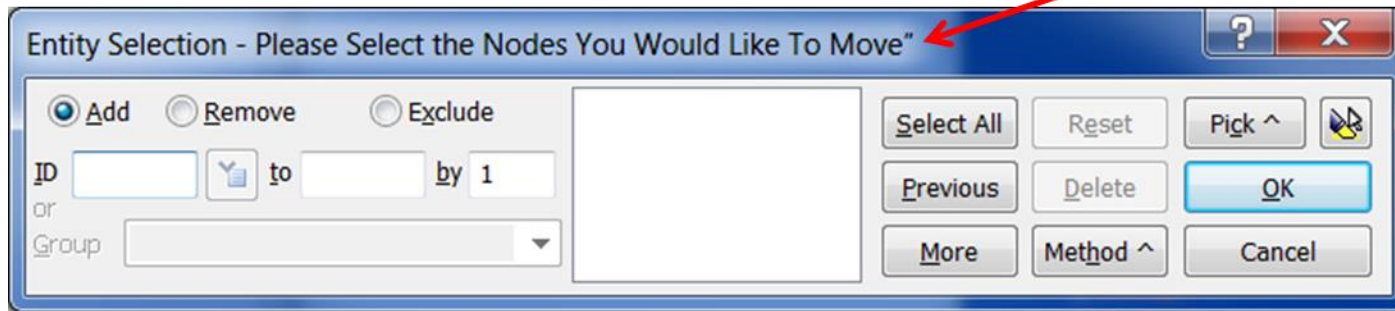 Entity Selection - Please Select the Nodes You Would Like To Move"
Add Remove Exclude
ID to by 1
or
Group
Select All Reset Pick ^
Previous Delete OK
More Method ^ Cancel